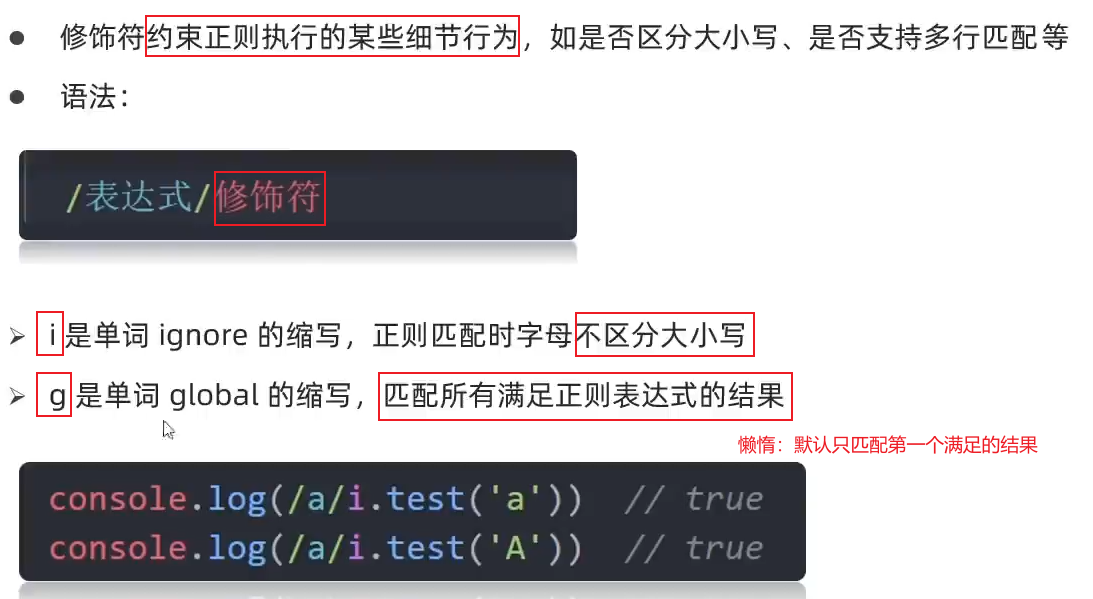 修饰符约束正则执行的某些细节行为，如是否区分大小写、是否支持多行匹配等
语法：
/表达式/修饰符
i 是单词 ignore 的缩写，正则匹配时字母不区分大小写
g 是单词 global 的缩写，匹配所有满足正则表达式的结果
懒惰：默认只匹配第一个满足的结果
console.log(/a/i.test('a')) // true
console.log(/a/i.test('A')) // true